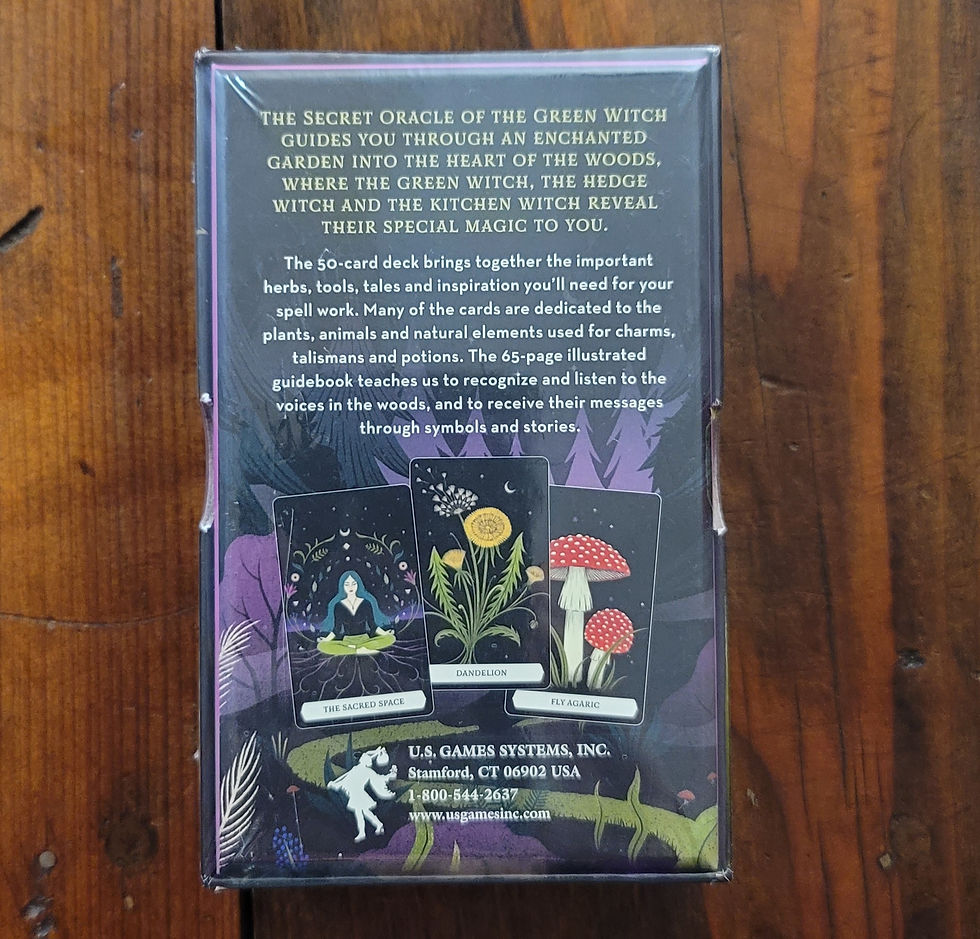 The Secret Oracle of the Green Witch
guides you through an enchanted
garden into the heart of the woods,
where the green witch, the hedge
witch and the kitchen witch reveal
their special magic to you.
The 50-card deck brings together the important
herbs, tools, tales and inspiration you'll need for your
spell work. Many of the cards are dedicated to the
plants, animals and natural elements used for charms,
talismans and potions. The 65-page illustrated
guidebook teaches us to recognize and listen to the
voices in the woods, and to receive their messages
through symbols and stories.
THE SACRED SPACE
DANDELION
FLY AGARIC
U.S. GAMES SYSTEMS, INC.
Stamford, CT 06902 USA
1-800-544-2637
www.usgamesinc.com